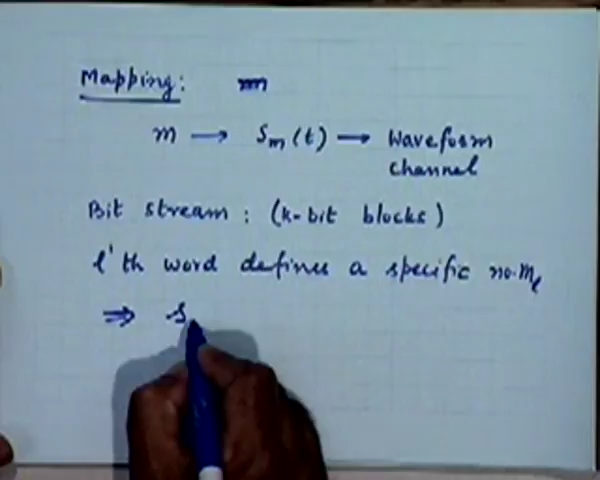 Mapping: m
m → Sm(t) → Waveform
channel
Bit stream: (k-bit blocks)
l'th word defines a specific no. ml
⇒ s